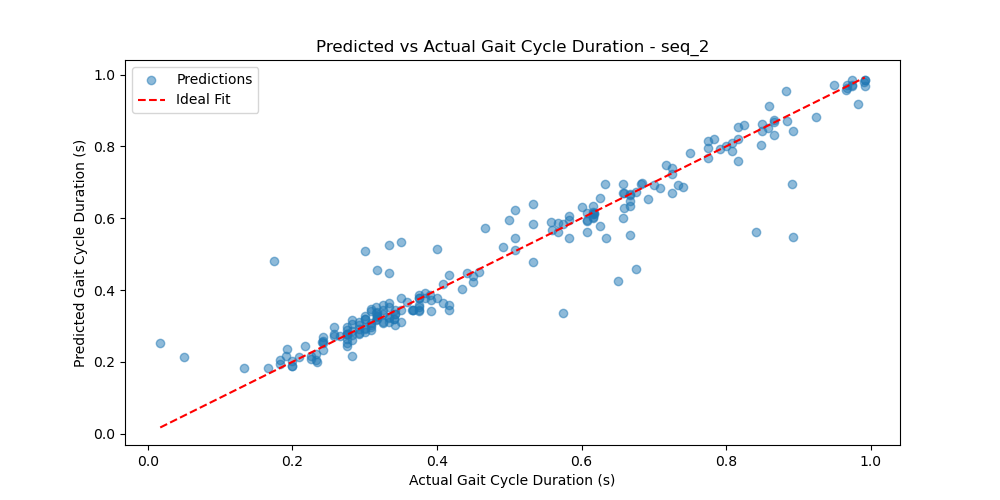 Predicted vs Actual Gait Cycle Duration - seq_2
Predictions
Ideal Fit
Predicted Gait Cycle Duration (s)
1.0
0.8
0.6
0.4
0.2
0.0
0.0 0.2 0.4 0.6 0.8 1.0
Actual Gait Cycle Duration (s)